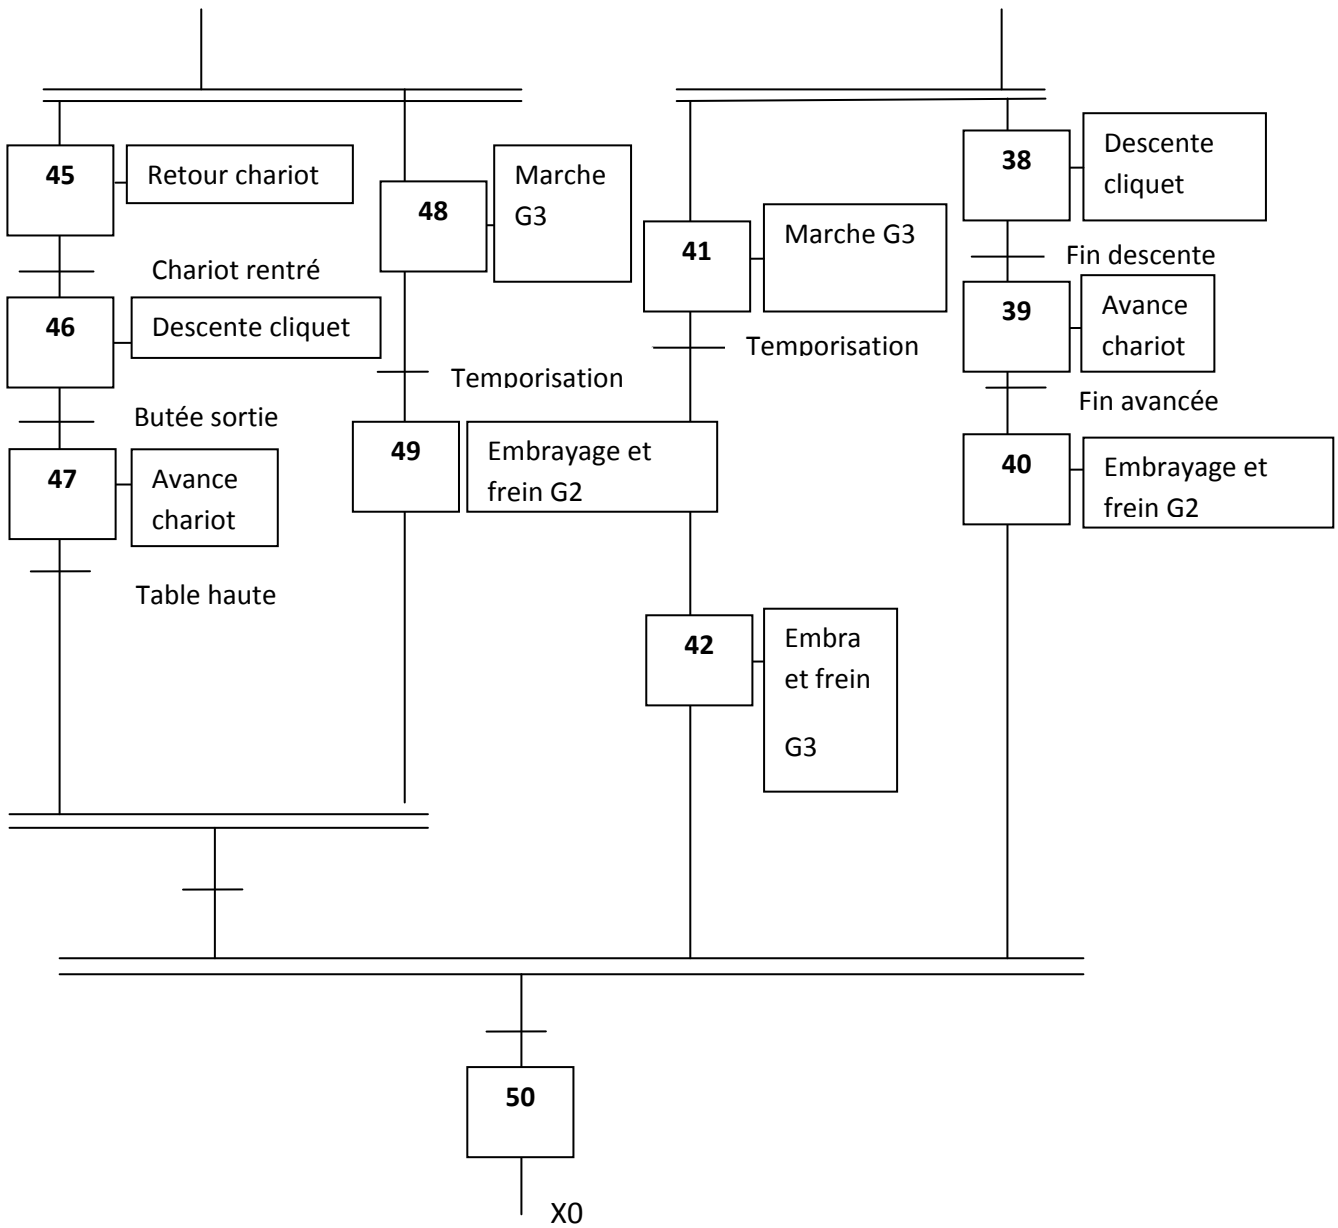 45
Retour chariot
Chariot rentré
46
Descente cliquet
Butée sortie
47
Avance
chariot
Table haute
48
Marche
G3
Temporisation
49
Embrayage et
frein G2
41
Marche G3
Temporisation
42
Embra
et frein
G3
38
Descente
cliquet
Fin descente
39
Avance
chariot
Fin avancée
40
Embrayage et
frein G2
50
X0